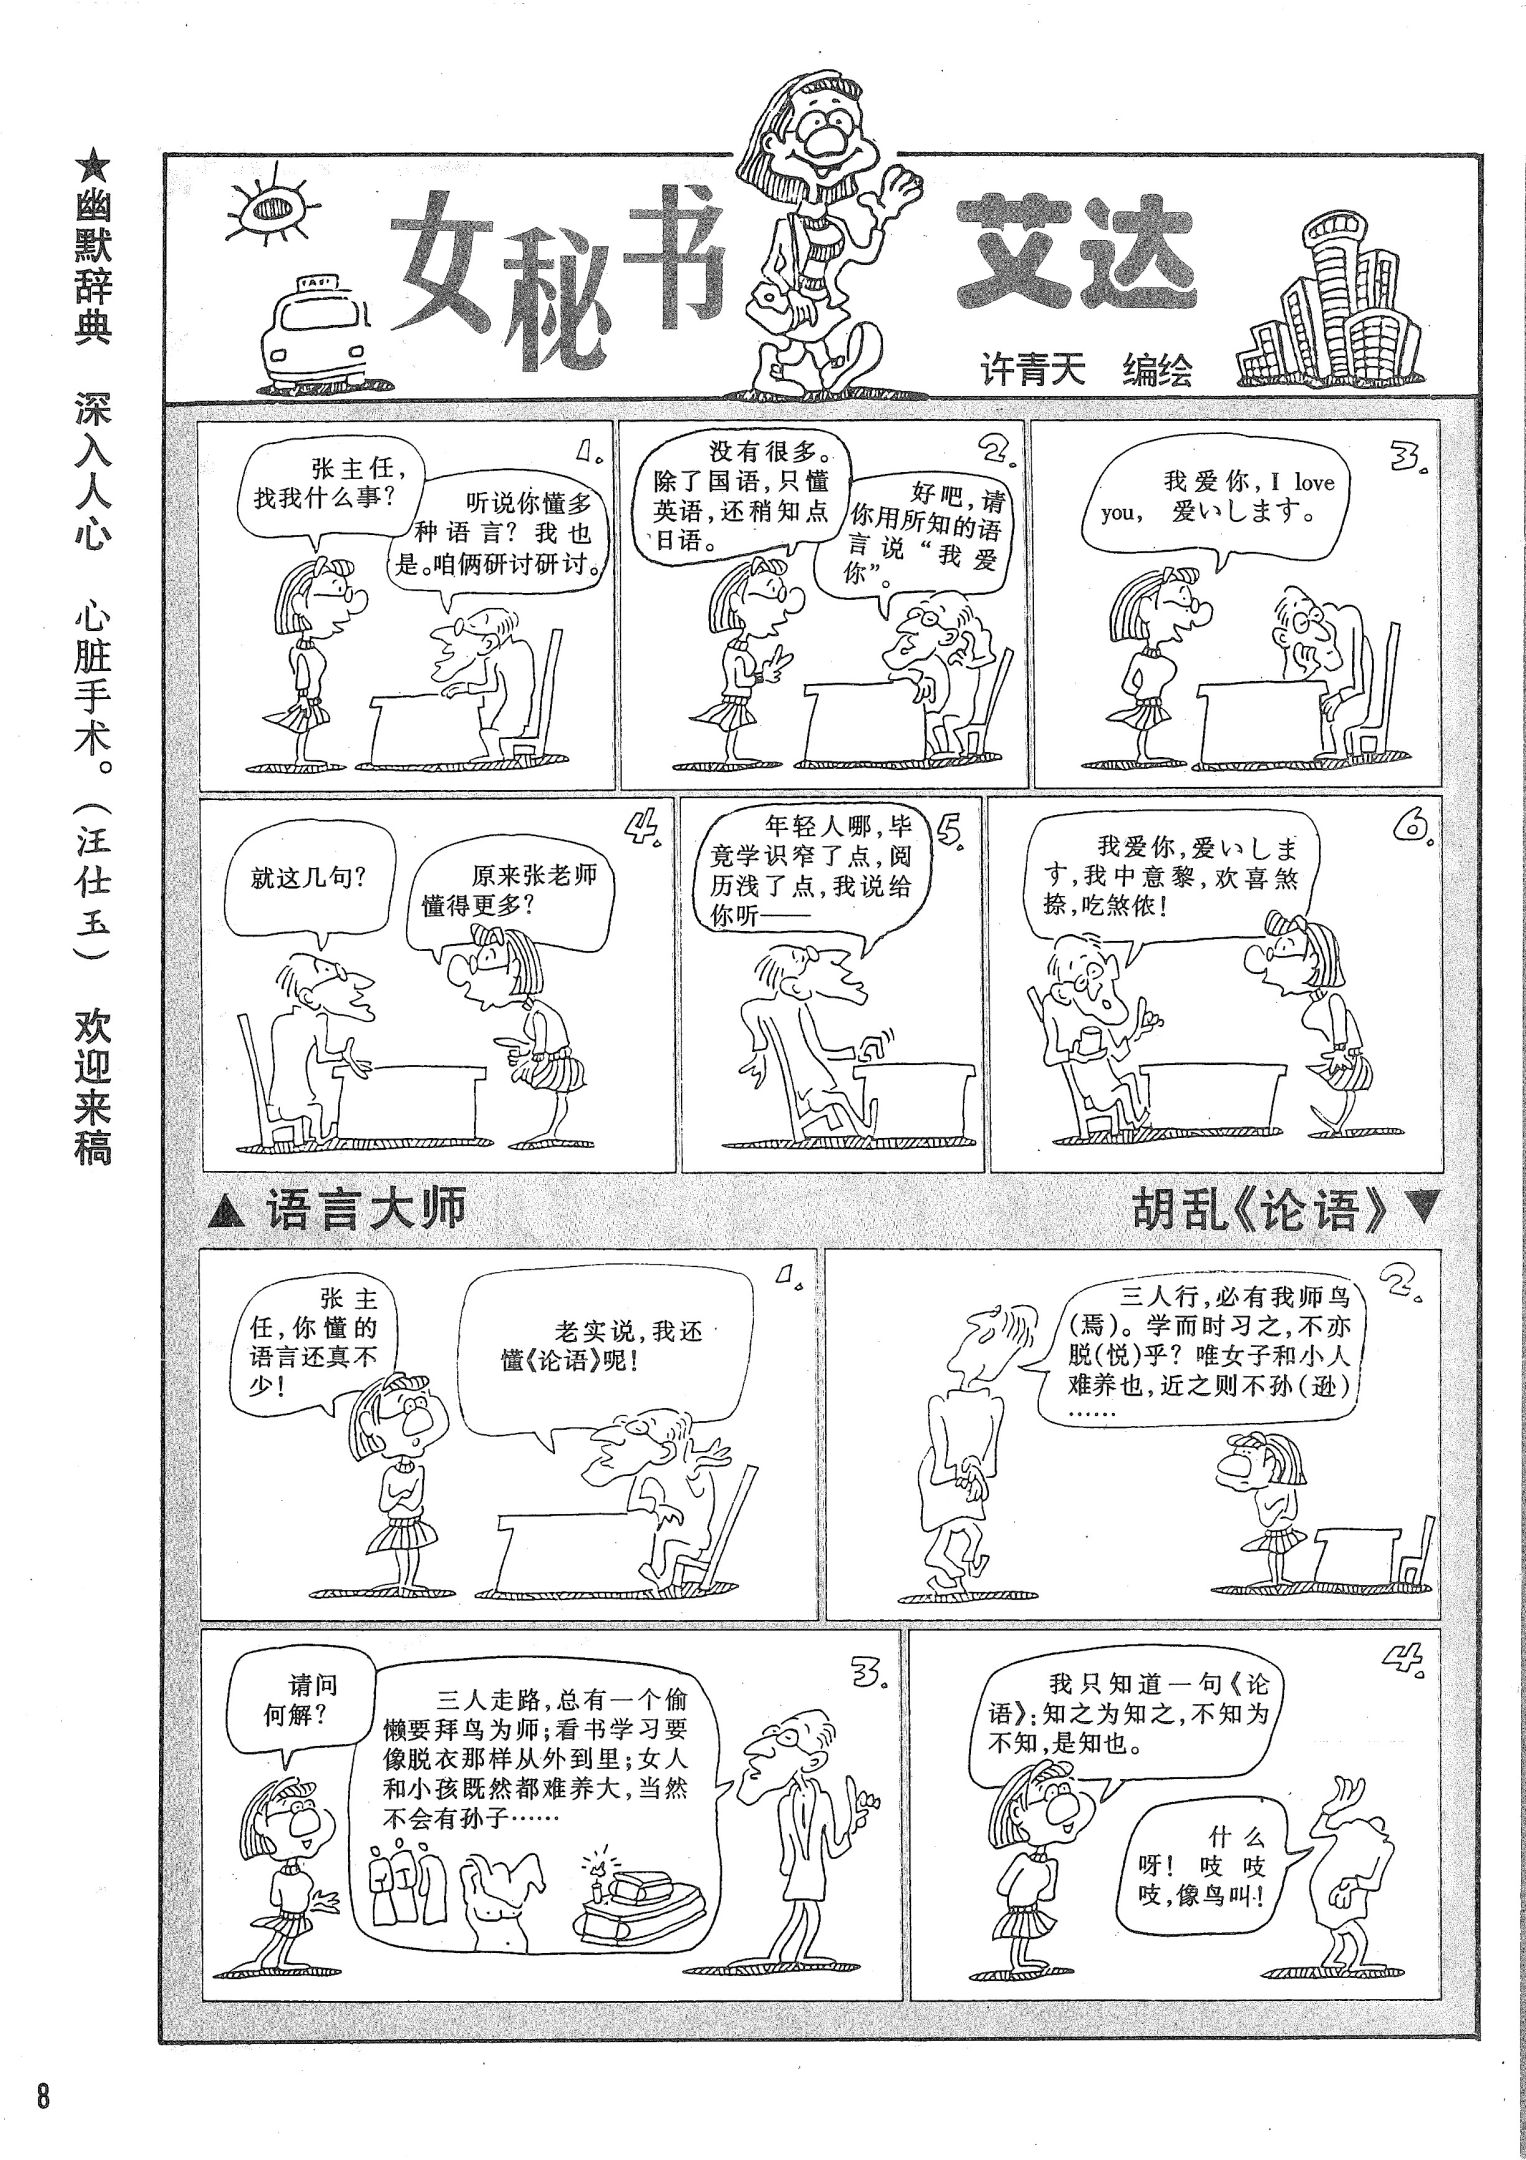 ★幽默辞典 深入人心 心脏手术。(汪仕玉) 欢迎来稿
女秘书 艾达
TAXI
许青天 编绘
1.
张主任,
找我什么事?
听说你懂多
种语言? 我也
是。咱俩研讨研讨。
2.
没有很多。
除了国语,只懂
英语,还稍知点
日语。
好吧,请
你用所知的语
言说“我爱
你”。
3.
我爱你, I love
you, 爱いします。
4.
就这几句?
原来张老师
懂得更多?
5.
年轻人哪,毕
竟学识窄了点,阅
历浅了点,我说给
你听——
6.
我爱你,爱いしま
す,我中意黎,欢喜煞
捺,吃煞侬!
▲语言大师
胡乱《论语》▼
1.
张主
任,你懂的
语言还真不
少!
老实说,我还
懂《论语》呢!
2.
三人行,必有我师鸟
(焉)。学而时习之,不亦
脱(悦)乎? 唯女子和小人
难养也,近之则不孙(逊)
……
3.
请问
何解?
三人走路,总有一个偷
懒要拜鸟为师;看书学习要
像脱衣那样从外到里;女人
和小孩既然都难养大,当然
不会有孙子……
4.
我只知道一句《论
语》:知之为知之,不知为
不知,是知也。
什么
呀! 吱吱
吱,像鸟叫!
8